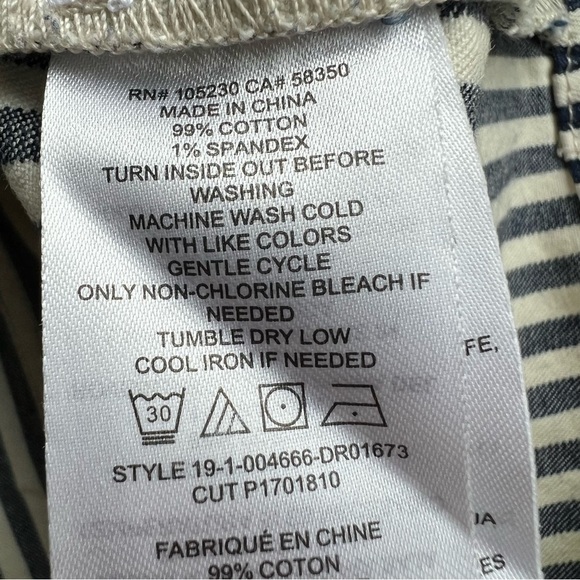 RN# 105230 CA# 58350
MADE IN CHINA
99% COTTON
1% SPANDEX
TURN INSIDE OUT BEFORE
WASHING
MACHINE WASH COLD
WITH LIKE COLORS
GENTLE CYCLE
ONLY NON-CHLORINE BLEACH IF
NEEDED
TUMBLE DRY LOW
COOL IRON IF NEEDED
FE,
30
STYLE 19-1-004666-DR01673
CUT P1701810
FABRIQUÉ EN CHINE
99% COTON
ES